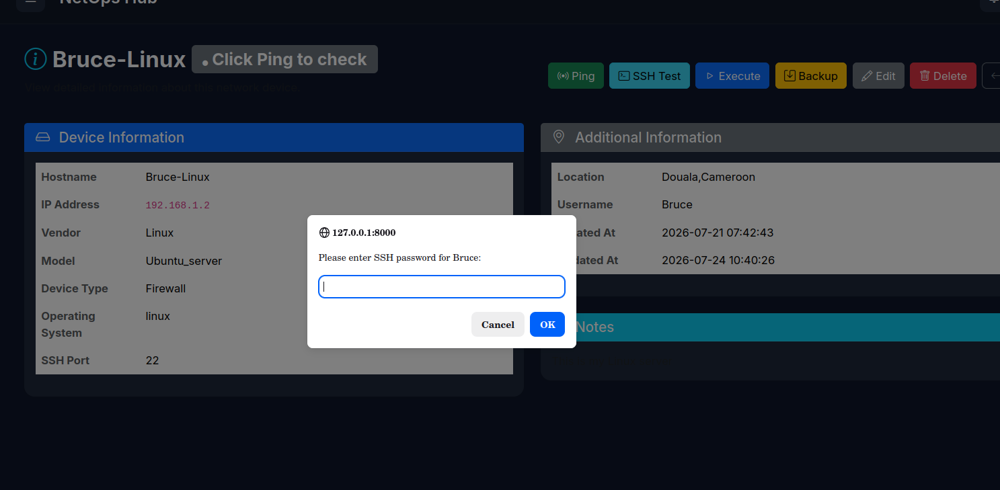 NetOps Hub
Bruce-Linux
Click Ping to check
View detailed information about this network device.
Ping
SSH Test
Execute
Backup
Edit
Delete
Device Information
Hostname Bruce-Linux
IP Address 192.168.1.2
Vendor Linux
Model Ubuntu_server
Device Type Firewall
Operating System linux
SSH Port 22
Additional Information
Location Douala,Cameroon
Username Bruce
ated At 2026-07-21 07:42:43
dated At 2026-07-24 10:40:26
Notes
127.0.0.1:8000
Please enter SSH password for Bruce:
Cancel
OK